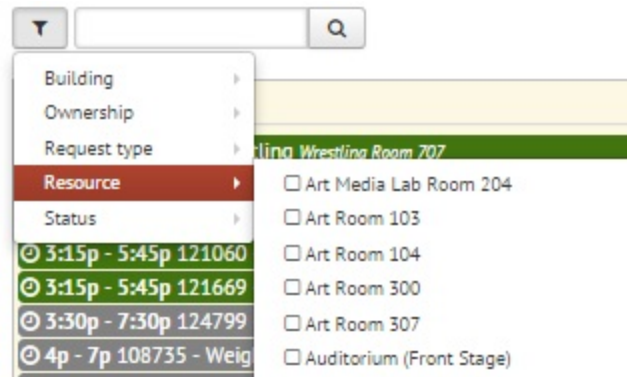 Building
Ownership
Request type
tling Wrestling Room 707
Resource
Art Media Lab Room 204
Status
Art Room 103
3:15p - 5:45p 121060
Art Room 104
3:15p - 5:45p 121669
Art Room 300
3:30p - 7:30p 124799
Art Room 307
4p - 7p 108735 - Weig
Auditorium (Front Stage)